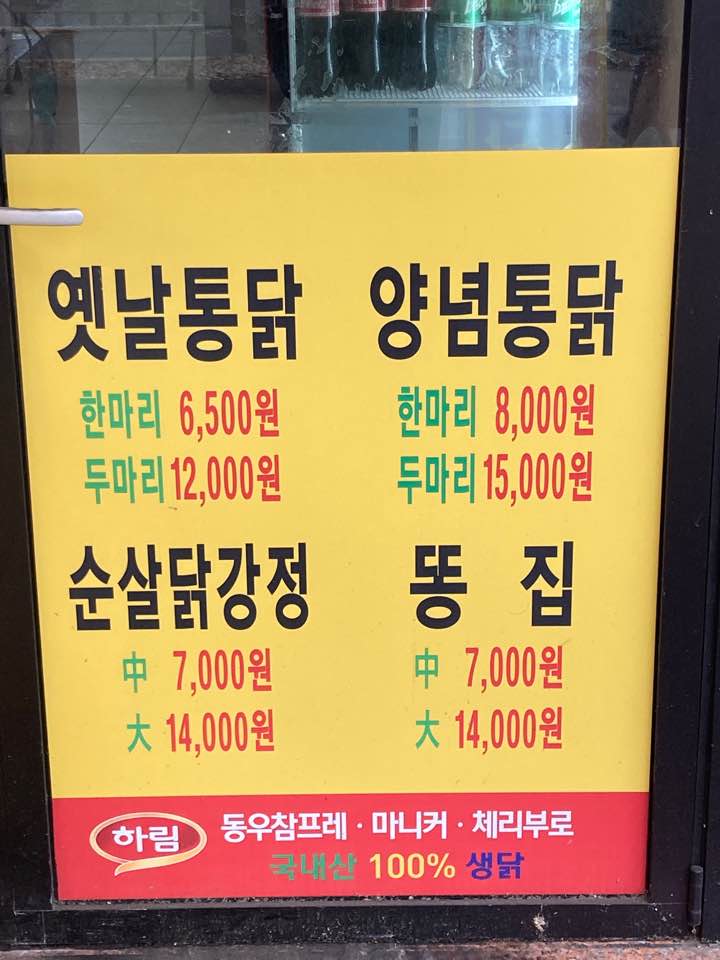 옛날통닭
한마리 6,500원
두마리 12,000원
양념통닭
한마리 8,000원
두마리 15,000원
순살닭강정
中 7,000원
大 14,000원
똥 집
中 7,000원
大 14,000원
하림
동우참프레 · 마니커 · 체리부로
국내산 100% 생닭